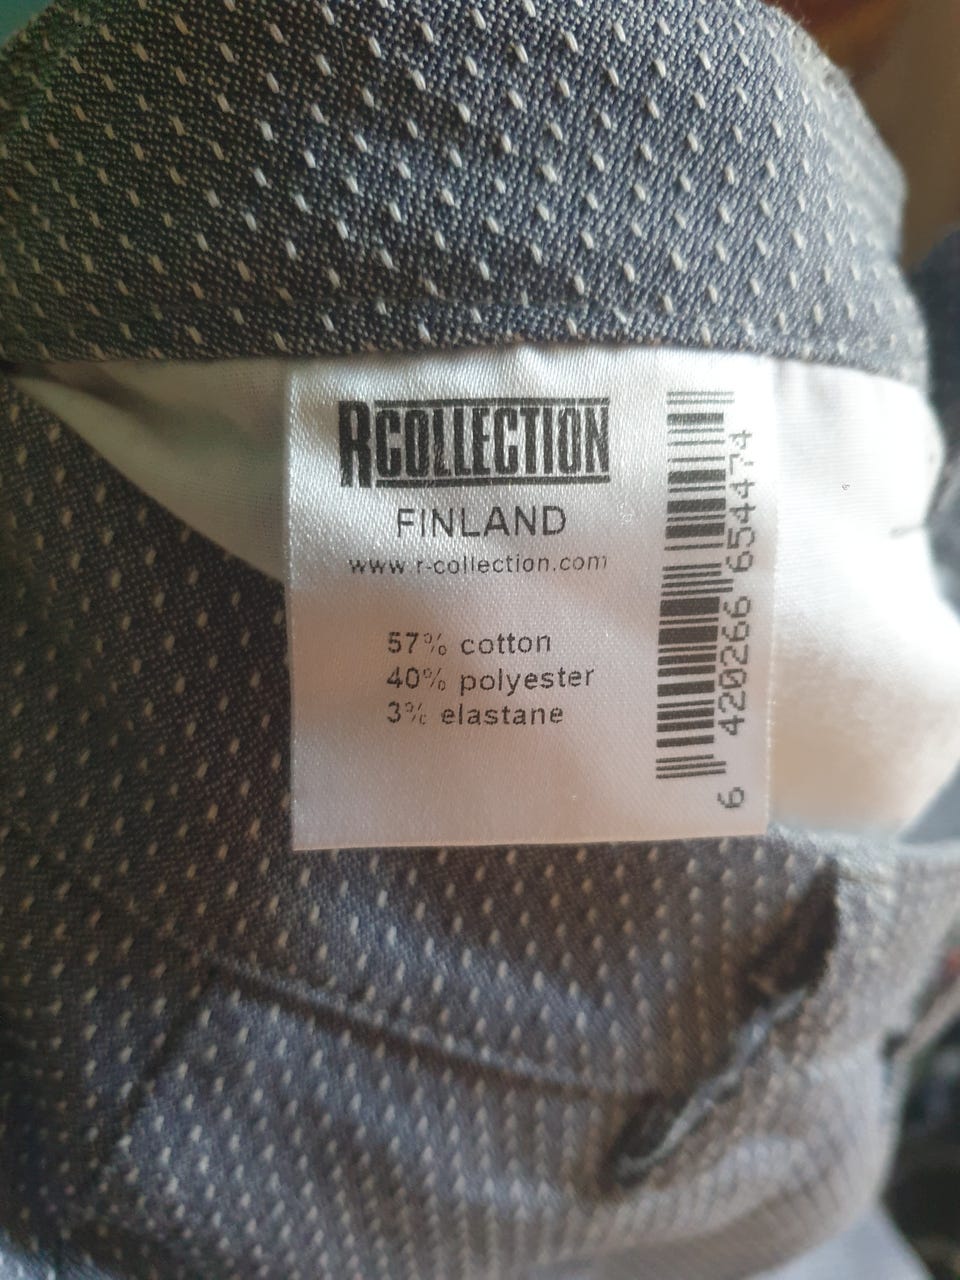 RCOLLECTION
FINLAND
www.r-collection.com
57% cotton
40% polyester
3% elastane
6 420266 654474